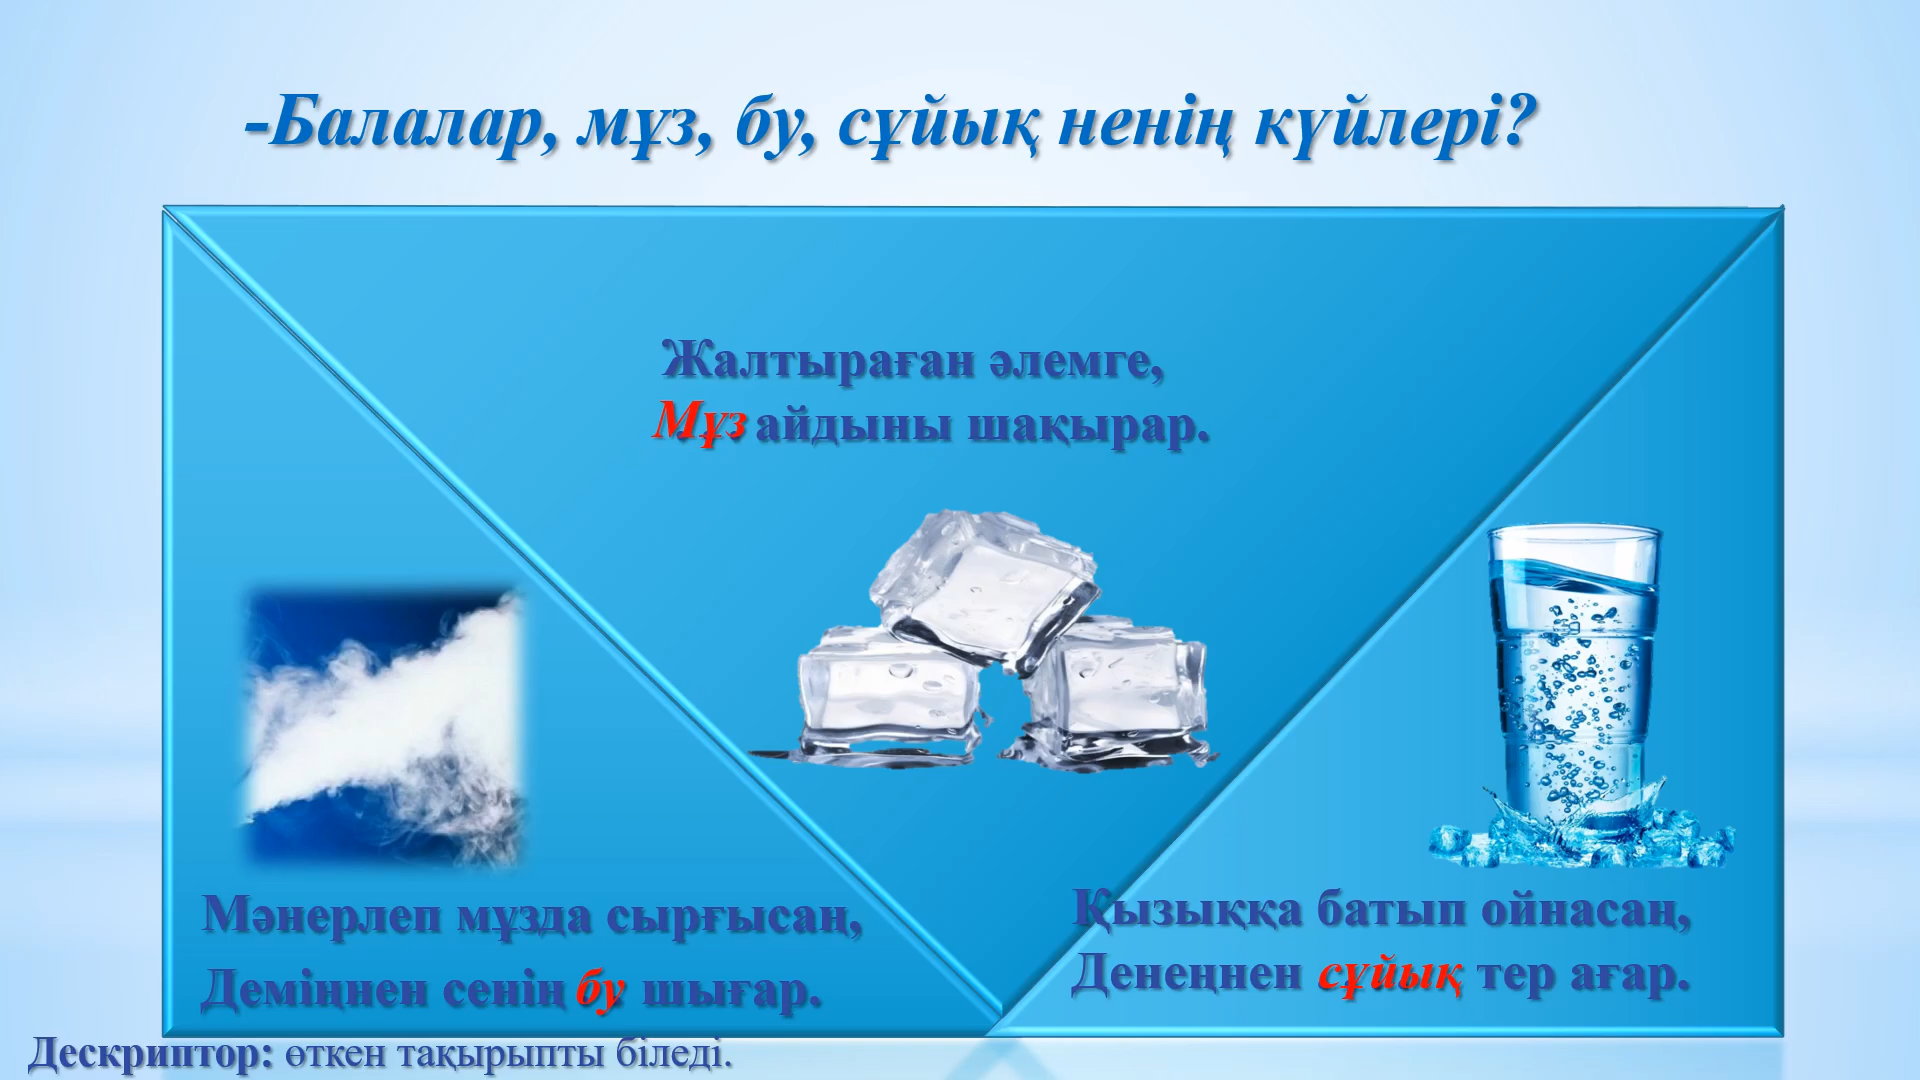 -Балалар, мұз, бу, сұйық ненің күйлері?
Жалтыраған әлемге,
Мұз айдыны шақырар.
Мәнерлеп мұзда сырғысаң,
Деміңнен сенің бу шығар.
Қызыққа батып ойнасаң,
Денеңнен сұйық тер ағар.
Дескриптор: өткен тақырыпты біледі.